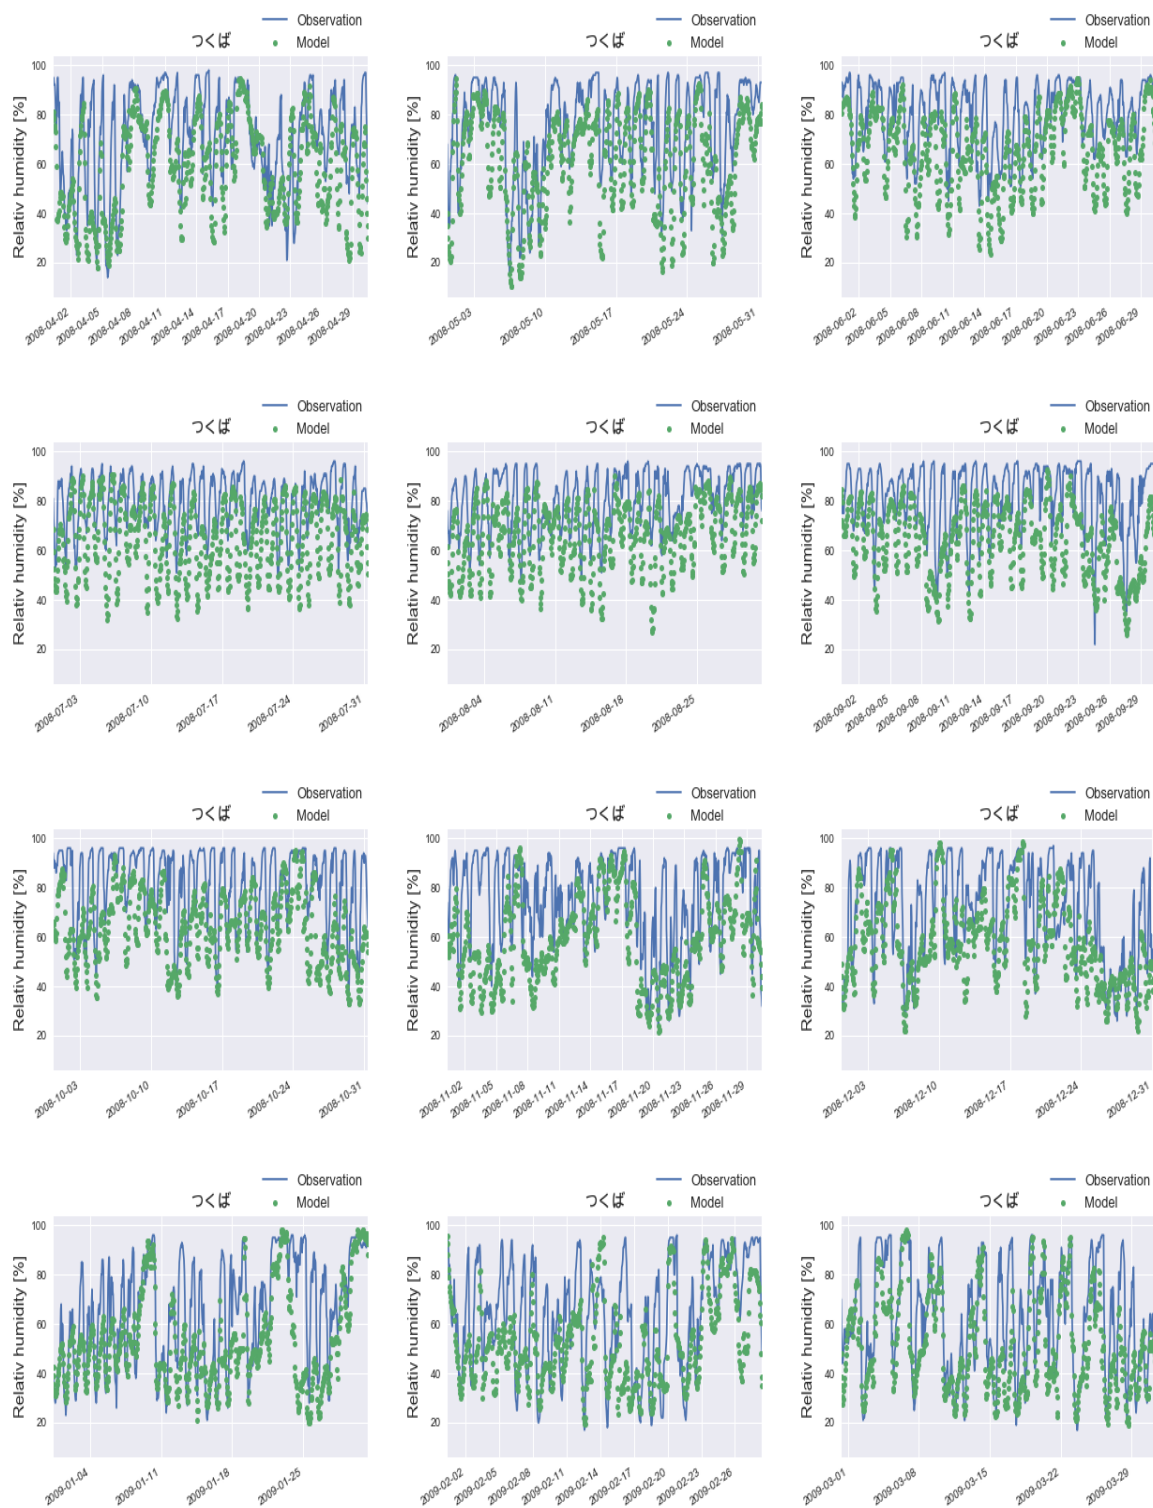 Observation
つくば
Model
Relativ humidity [%]
100
80
60
40
20
2008-04-02
2008-04-05
2008-04-08
2008-04-11
2008-04-14
2008-04-17
2008-04-20
2008-04-23
2008-04-26
2008-04-29
Observation
つくば
Model
Relativ humidity [%]
100
80
60
40
20
2008-05-03
2008-05-10
2008-05-17
2008-05-24
2008-05-31
Observation
つくば
Model
Relativ humidity [%]
100
80
60
40
20
2008-06-02
2008-06-05
2008-06-08
2008-06-11
2008-06-14
2008-06-17
2008-06-20
2008-06-23
2008-06-26
2008-06-29
Observation
つくば
Model
Relativ humidity [%]
100
80
60
40
20
2008-07-03
2008-07-10
2008-07-17
2008-07-24
2008-07-31
Observation
つくば
Model
Relativ humidity [%]
100
80
60
40
20
2008-08-04
2008-08-11
2008-08-18
2008-08-25
Observation
つくば
Model
Relativ humidity [%]
100
80
60
40
20
2008-09-02
2008-09-05
2008-09-08
2008-09-11
2008-09-14
2008-09-17
2008-09-20
2008-09-23
2008-09-26
2008-09-29
Observation
つくば
Model
Relativ humidity [%]
100
80
60
40
20
2008-10-03
2008-10-10
2008-10-17
2008-10-24
2008-10-31
Observation
つくば
Model
Relativ humidity [%]
100
80
60
40
20
2008-11-02
2008-11-05
2008-11-08
2008-11-11
2008-11-14
2008-11-17
2008-11-20
2008-11-23
2008-11-26
2008-11-29
Observation
つくば
Model
Relativ humidity [%]
100
80
60
40
20
2008-12-03
2008-12-10
2008-12-17
2008-12-24
2008-12-31
Observation
つくば
Model
Relativ humidity [%]
100
80
60
40
20
2009-01-04
2009-01-11
2009-01-18
2009-01-25
Observation
つくば
Model
Relativ humidity [%]
100
80
60
40
20
2009-02-02
2009-02-05
2009-02-08
2009-02-11
2009-02-14
2009-02-17
2009-02-20
2009-02-23
2009-02-26
Observation
つくば
Model
Relativ humidity [%]
100
80
60
40
20
2009-03-01
2009-03-08
2009-03-15
2009-03-22
2009-03-29